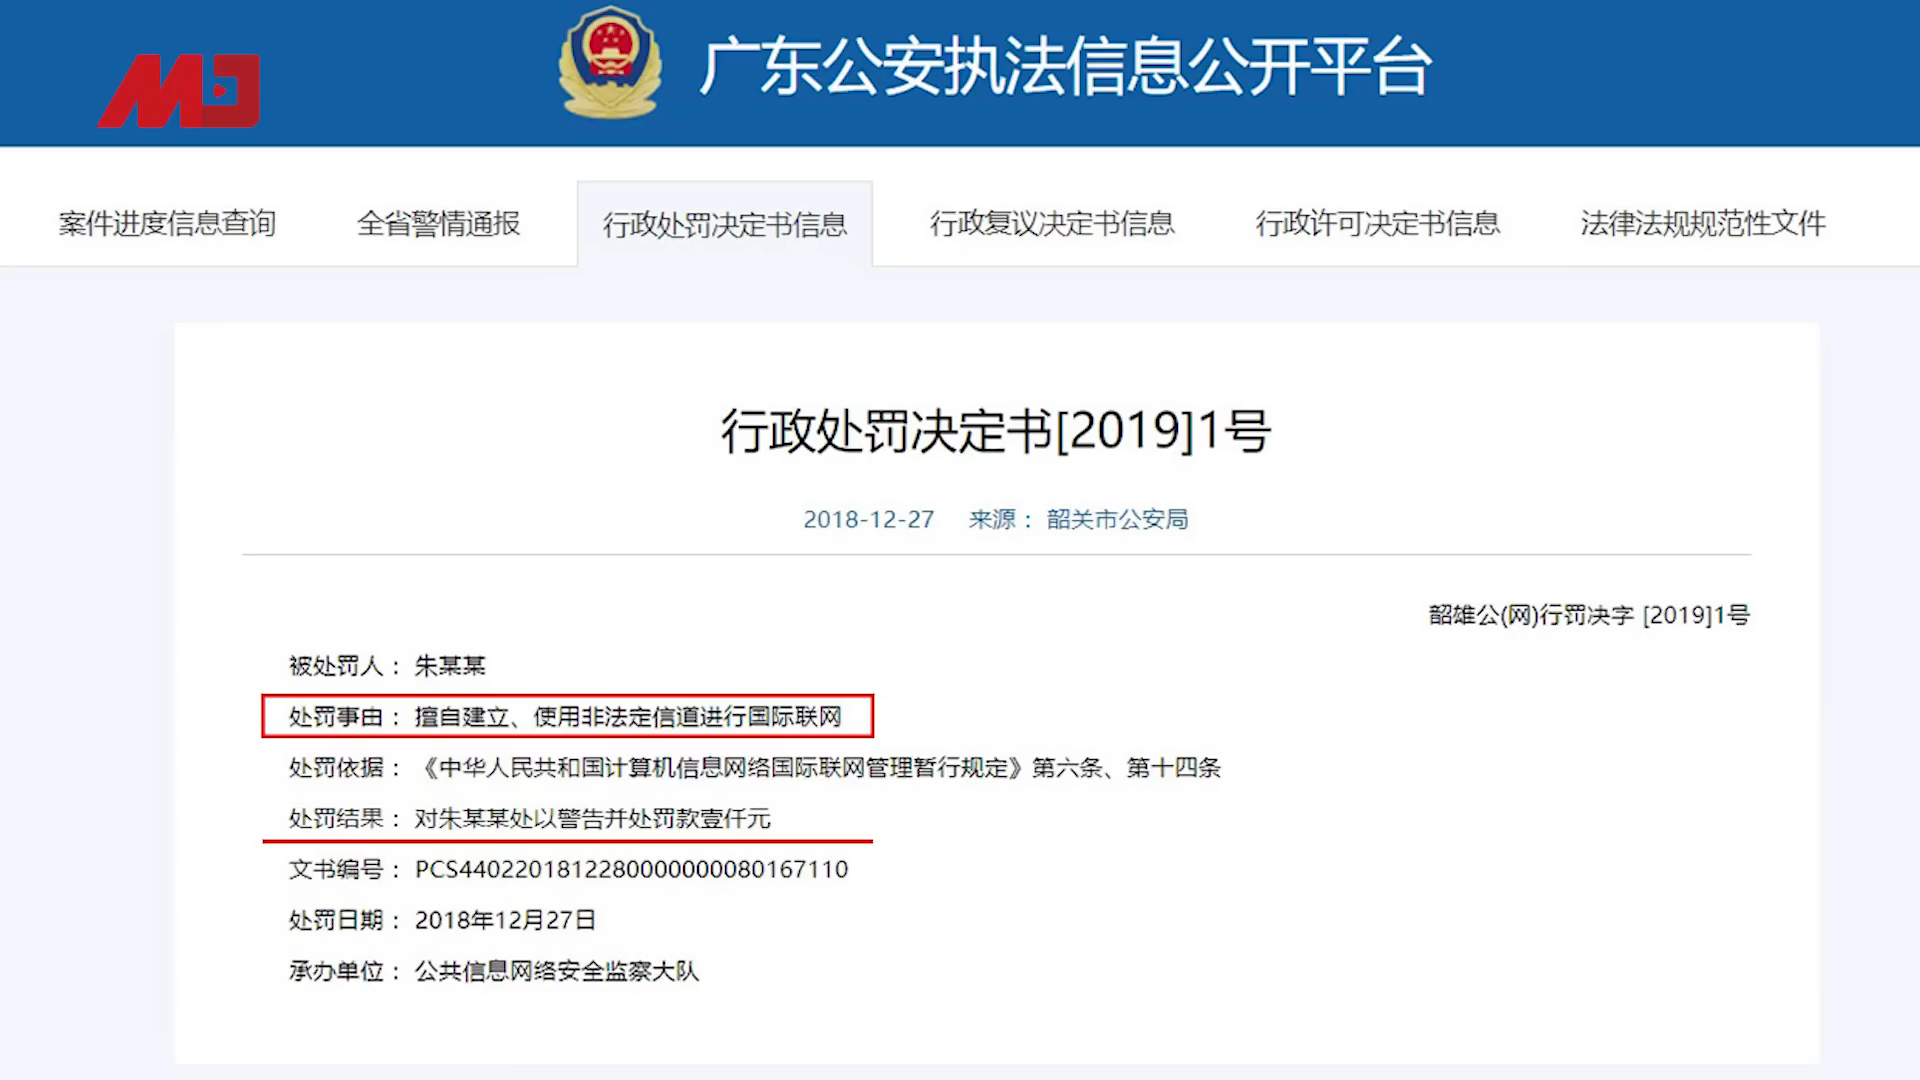 广东公安执法信息公开平台
案件进度信息查询 全省警情通报 行政处罚决定书信息 行政复议决定书信息 行政许可决定书信息 法律法规规范性文件
行政处罚决定书[2019]1号
2018-12-27 来源： 韶关市公安局
韶雄公(网)行罚决字 [2019]1号
被处罚人： 朱某某
处罚事由： 擅自建立、使用非法定信道进行国际联网
处罚依据： 《中华人民共和国计算机信息网络国际联网管理暂行规定》第六条、第十四条
处罚结果： 对朱某某处以警告并处罚款壹仟元
文书编号： PCS4402201812280000000080167110
处罚日期： 2018年12月27日
承办单位： 公共信息网络安全监察大队